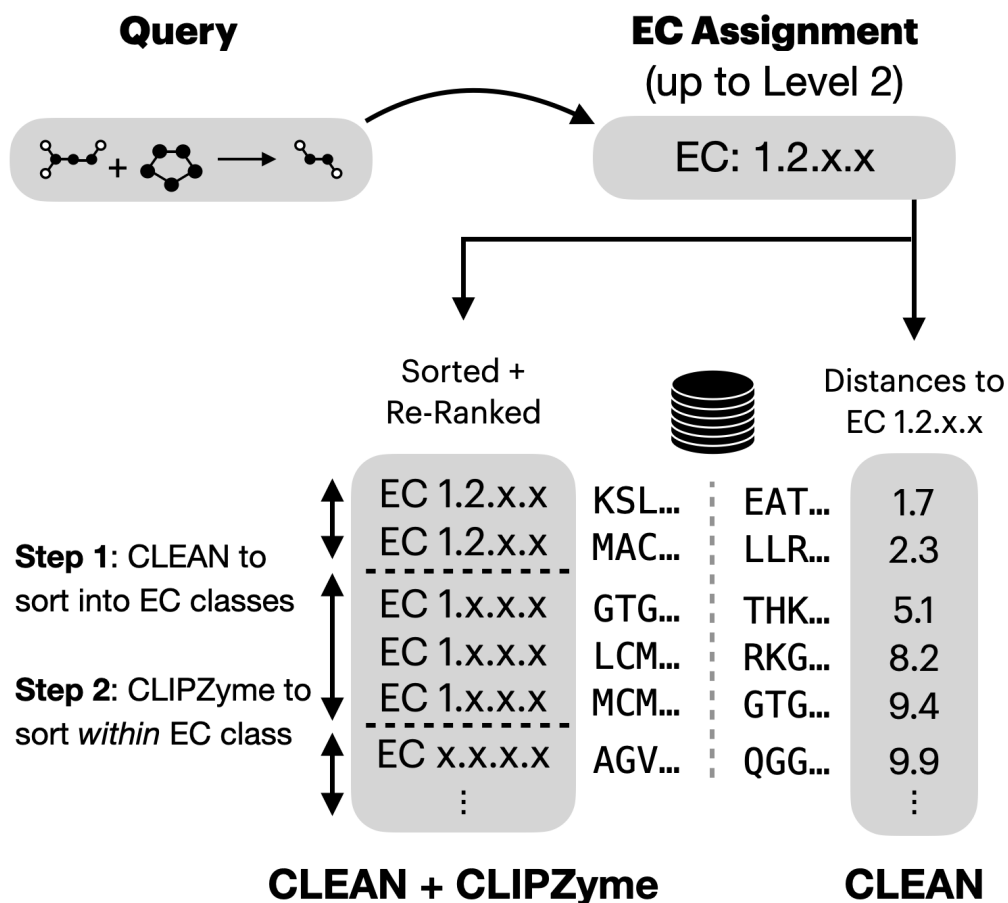 Query
EC Assignment
(up to Level 2)
+
EC: 1.2.x.x
Sorted +
Re-Ranked
Distances to
EC 1.2.x.x
Step 1: CLEAN to
sort into EC classes
Step 2: CLIPZyme to
sort within EC class
EC 1.2.x.x KSL... EAT... 1.7
EC 1.2.x.x MAC... LLR... 2.3
EC 1.x.x.x GTG... THK... 5.1
EC 1.x.x.x LCM... RKG... 8.2
EC 1.x.x.x MCM... GTG... 9.4
EC x.x.x.x AGV... QGG... 9.9
⋮ ⋮
CLEAN + CLIPZyme
CLEAN